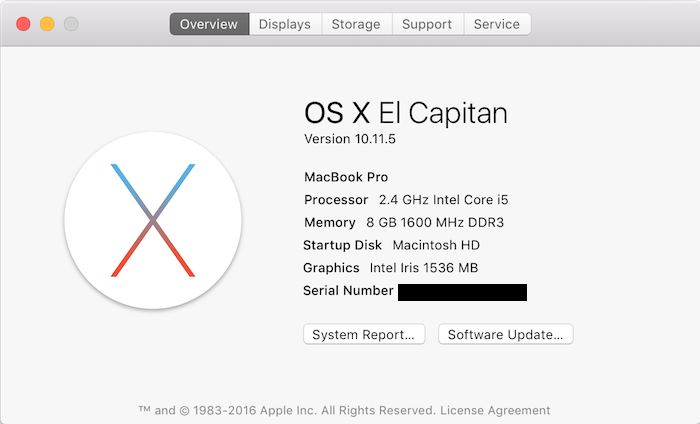 Overview Displays Storage Support Service
OS X El Capitan
Version 10.11.5
MacBook Pro
Processor 2.4 GHz Intel Core i5
Memory 8 GB 1600 MHz DDR3
Startup Disk Macintosh HD
Graphics Intel Iris 1536 MB
Serial Number
System Report... Software Update...
™ and © 1983-2016 Apple Inc. All Rights Reserved. License Agreement